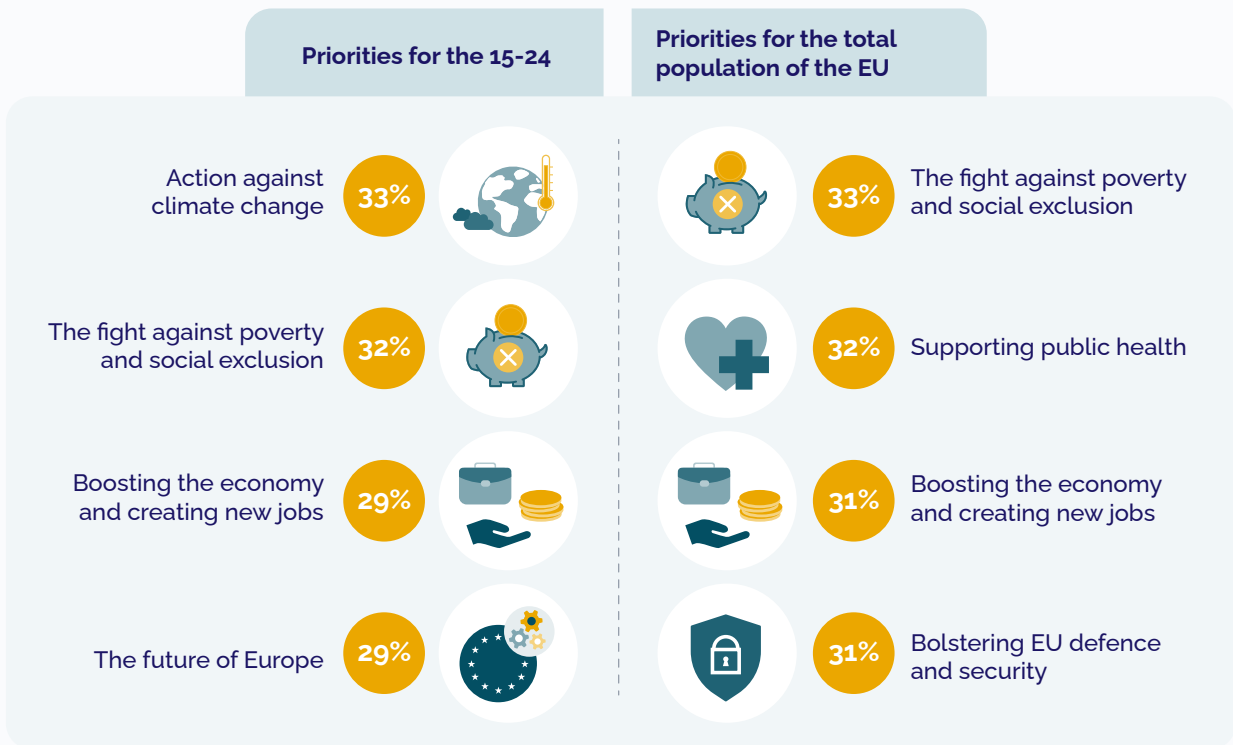 Priorities for the 15-24
Priorities for the total
population of the EU
Action against
climate change
33%
33%
The fight against poverty
and social exclusion
The fight against poverty
and social exclusion
32%
32%
Supporting public health
Boosting the economy
and creating new jobs
29%
31%
Boosting the economy
and creating new jobs
The future of Europe
29%
31%
Bolstering EU defence
and security